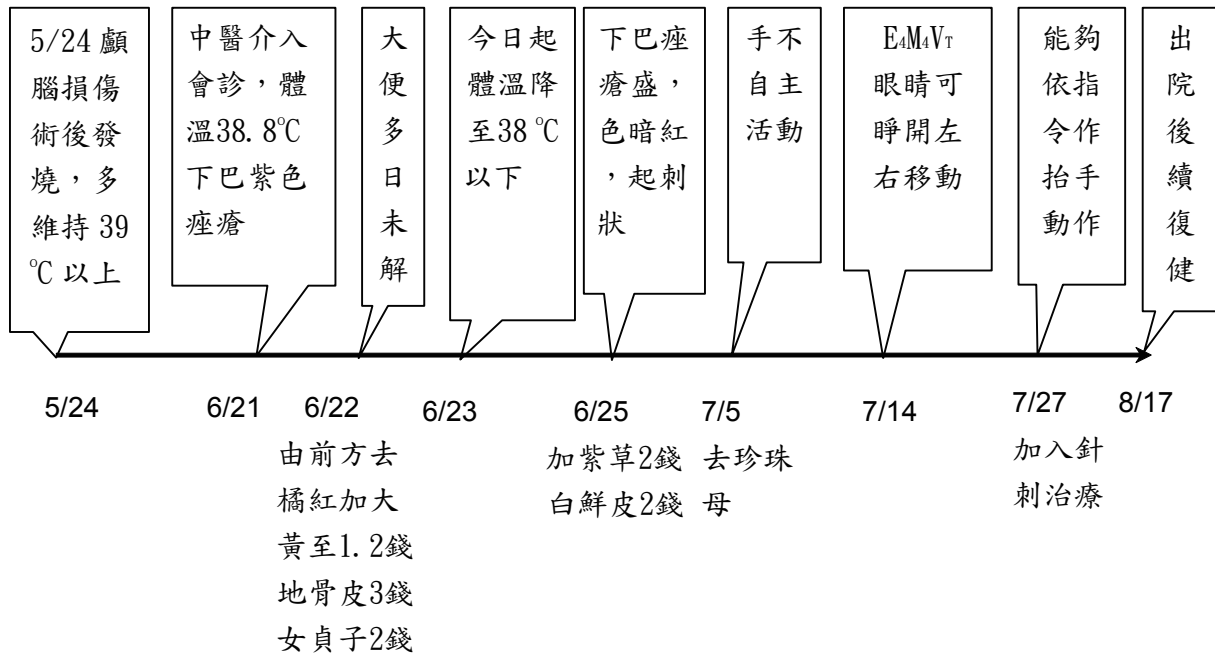 5/24 顱
腦損傷
術後發
燒，多
維持 39
℃以上
中醫介入
會診，體
溫38.8℃
下巴紫色
痤瘡
大
便
多
日
未
解
今日起
體溫降
至38 ℃
以下
下巴痤
瘡盛，
色暗紅
，起刺
狀
手不
自主
活動
E₄M₄VT
眼睛可
睜開左
右移動
能夠
依指
令作
抬手
動作
出
院
後
續
復
健
5/24
6/21
6/22
6/23
6/25
7/5
7/14
7/27
8/17
由前方去
橘紅加大
黃至1.2錢
地骨皮3錢
女貞子2錢
加紫草2錢
白鮮皮2錢
去珍珠
母
加入針
刺治療